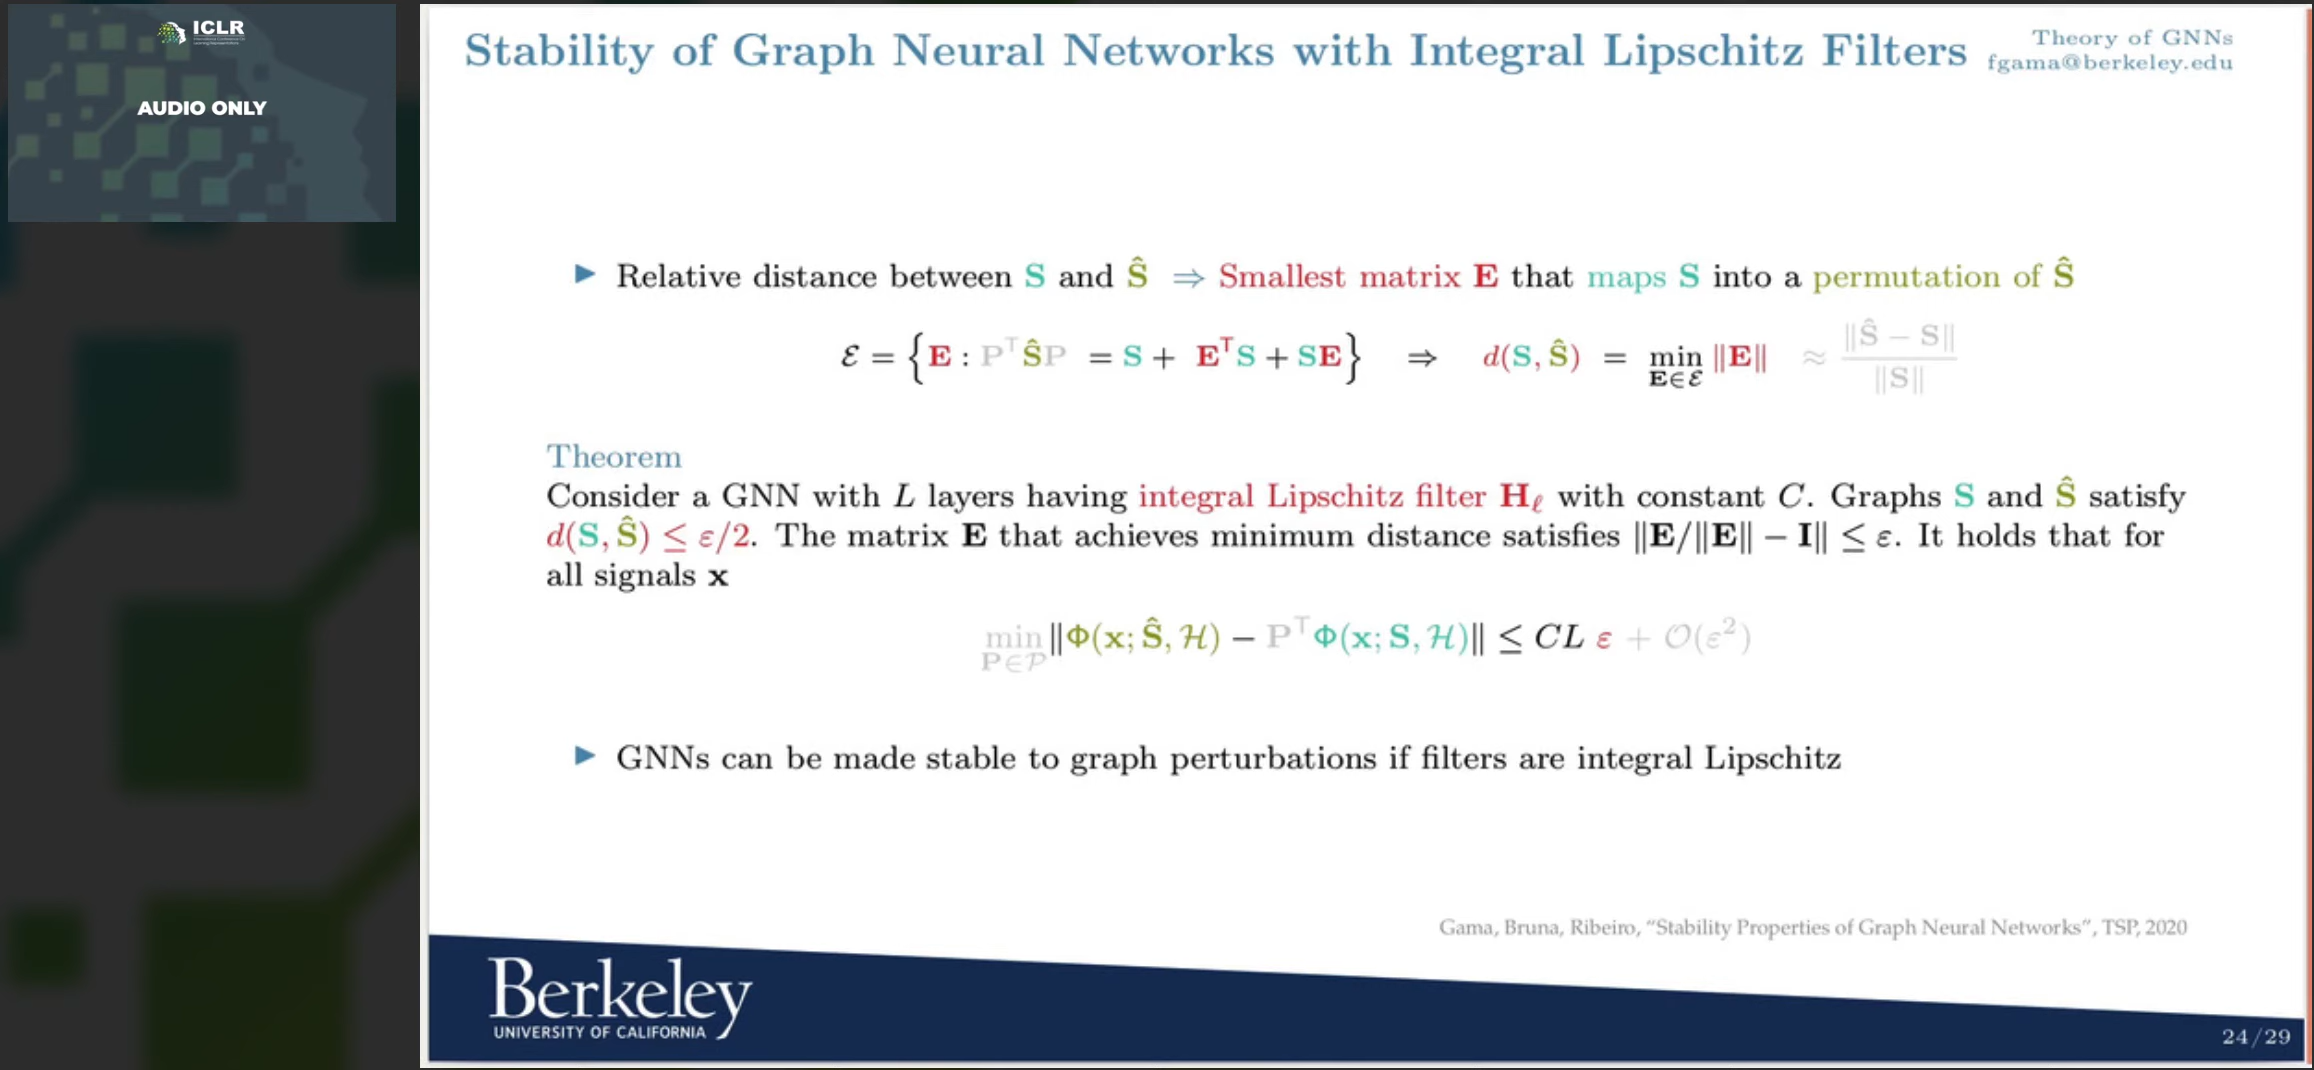 ICLR
AUDIO ONLY
Stability of Graph Neural Networks with Integral Lipschitz Filters
Theory of GNNs
fgama@berkeley.edu
▶ Relative distance between S and Ŝ ⇒ Smallest matrix E that maps S into a permutation of Ŝ
ℰ = {E : PᵀŜP = S + EᵀS + SE} ⇒ d(S, Ŝ) = min_{E∈ℰ} ‖E‖ ≈ ‖Ŝ − S‖ / ‖S‖
Theorem
Consider a GNN with L layers having integral Lipschitz filter H_ℓ with constant C. Graphs S and Ŝ satisfy
d(S, Ŝ) ≤ ε/2. The matrix E that achieves minimum distance satisfies ‖E/‖E‖ − I‖ ≤ ε. It holds that for
all signals x
min_{P∈𝒫} ‖Φ(x; Ŝ, ℋ) − PᵀΦ(x; S, ℋ)‖ ≤ CL ε + 𝒪(ε²)
▶ GNNs can be made stable to graph perturbations if filters are integral Lipschitz
Gama, Bruna, Ribeiro, “Stability Properties of Graph Neural Networks”, TSP, 2020
Berkeley
UNIVERSITY OF CALIFORNIA
24/29